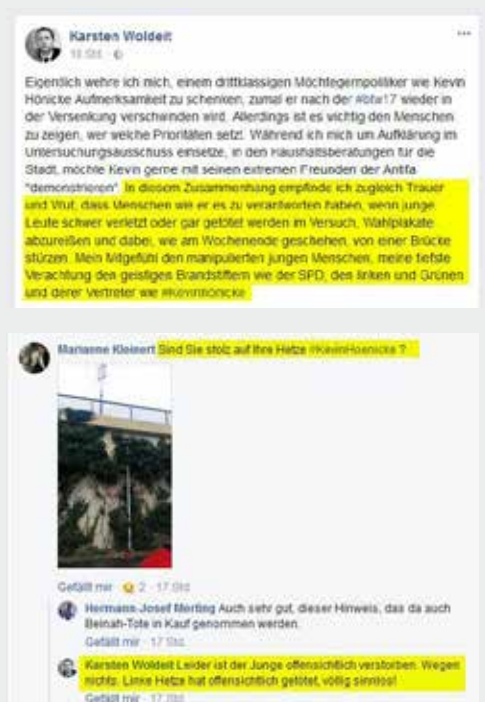 Karsten Woldeit
18 Std.
Eigentlich wehre ich mich, einem drittklassigen Möchtegernpolitiker wie Kevin
Hönicke Aufmerksamkeit zu schenken, zumal er nach der #btw17 wieder in
der Versenkung verschwinden wird. Allerdings ist es wichtig den Menschen
zu zeigen, wer welche Prioritäten setzt. Während ich mich um Aufklärung im
Untersuchungsausschuss einsetze, in den Haushaltsberatungen für die
Stadt, möchte Kevin gerne mit seinen extremen Freunden der Antifa
"demonstrieren". In diesem Zusammenhang empfinde ich zugleich Trauer
und Wut, dass Menschen wie er es zu verantworten haben, wenn junge
Leute schwer verletzt oder gar getötet werden im Versuch, Wahlplakate
abzureißen und dabei, wie am Wochenende geschehen, von einer Brücke
stürzen. Mein Mitgefühl den manipulierten jungen Menschen, meine tiefste
Verachtung den geistigen Brandstiftern wie der SPD, den linken und Grünen
und derer Vertreter wie #KevinHönicke
Marianne Kleinert Sind Sie stolz auf Ihre Hetze #KevinHoenicke ?
Gefällt mir 2 17 Std
Hermann-Josef Merting Auch sehr gut, dieser Hinweis, das da auch
Beinah-Tote in Kauf genommen werden.
Gefällt mir 17 Std.
Karsten Woldeit Leider ist der Junge offensichtlich verstorben. Wegen
nichts. Linke Hetze hat offensichtlich getötet, völlig sinnlos!
Gefällt mir 17 Std.